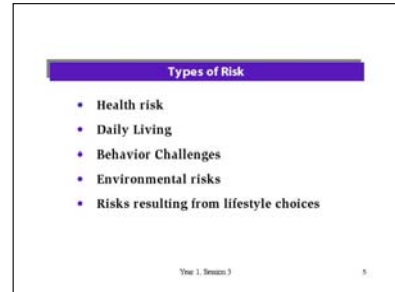 Types of Risk
• Health risk
• Daily Living
• Behavior Challenges
• Environmental risks
• Risks resulting from lifestyle choices
Year 1, Session 3 5